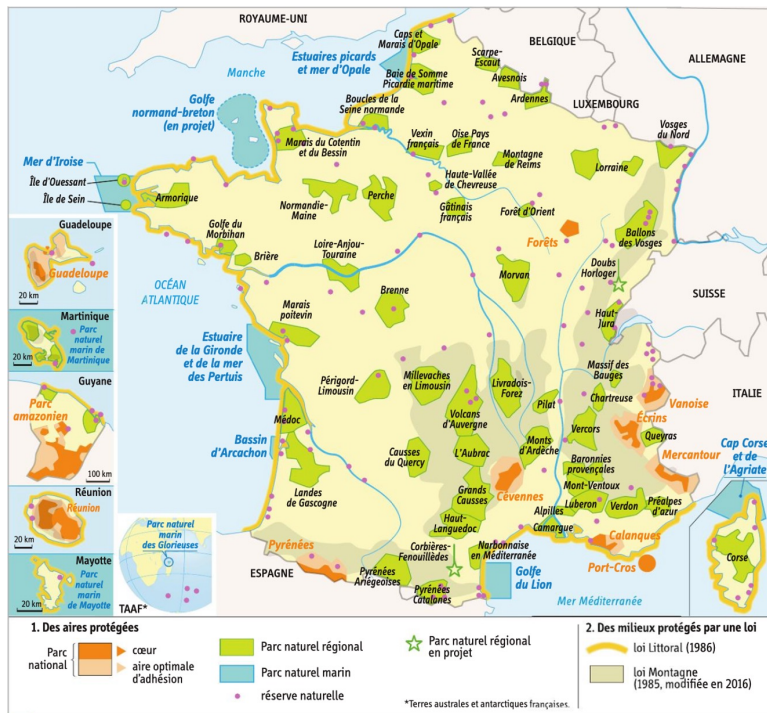 ROYAUME-UNI
BELGIQUE
ALLEMAGNE
LUXEMBOURG
SUISSE
ITALIE
ESPAGNE
Manche
OCÉAN
ATLANTIQUE
Mer Méditerranée
Caps et
Marais d'Opale
Estuaires picards
et mer d'Opale
Scarpe-
Escaut
Avesnois
Baie de Somme
Picardie maritime
Ardennes
Golfe
normand-breton
(en projet)
Boucles de la
Seine normande
Vosges
du Nord
Marais du Cotentin
et du Bessin
Vexin
français
Oise Pays
de France
Montagne
de Reims
Lorraine
Mer d'Iroise
Île d'Ouessant
Île de Sein
Armorique
Normandie-
Maine
Perche
Haute-Vallée
de Chevreuse
Gâtinais
français
Forêt d'Orient
Forêts
Ballons
des Vosges
Golfe du
Morbihan
Brière
Loire-Anjou-
Touraine
Doubs
Horloger
Morvan
Brenne
Marais
poitevin
Haut-
Jura
Estuaire
de la Gironde
et de la mer
des Pertuis
Périgord-
Limousin
Millevaches
en Limousin
Livradois-
Forez
Massif des
Bauges
Chartreuse
Vanoise
Pilat
Volcans
d'Auvergne
Écrins
Médoc
Vercors
Queyras
Bassin
d'Arcachon
Causses
du Quercy
L'Aubrac
Monts
d'Ardèche
Baronnies
provençales
Mercantour
Cap Corse
et de
l'Agriate
Landes
de Gascogne
Grands
Causses
Cévennes
Mont-Ventoux
Luberon
Verdon
Préalpes
d'azur
Haut-
Languedoc
Alpilles
Camargue
Calanques
Port-Cros
Pyrénées
Corbières-
Fenouillèdes
Narbonnaise
en Méditerranée
Pyrénées
Ariégeoises
Pyrénées
Catalanes
Golfe
du Lion
Corse
Guadeloupe
Guadeloupe
20 km
Martinique
Parc
naturel
marin de
Martinique
20 km
Guyane
Parc
amazonien
100 km
Réunion
Réunion
20 km
Mayotte
Parc
naturel
marin
de Mayotte
20 km
Parc naturel
marin
des Glorieuses
TAAF*
1. Des aires protégées
Parc
national
cœur
aire optimale
d'adhésion
Parc naturel régional
Parc naturel marin
réserve naturelle
Parc naturel régional
en projet
*Terres australes et antarctiques françaises.
2. Des milieux protégés par une loi
loi Littoral (1986)
loi Montagne
(1985, modifiée en 2016)